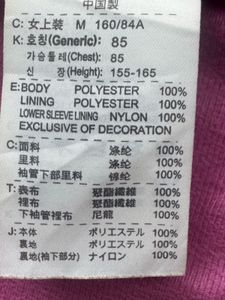 中国製
C: 女上裝 M 160/84A
K: 호칭(Generic): 85
가슴둘레(Chest): 85
신 장(Height): 155-165
E: BODY POLYESTER 100%
LINING POLYESTER 100%
LOWER SLEEVE LINING NYLON 100%
EXCLUSIVE OF DECORATION
C: 面料 涤纶 100%
里料 涤纶 100%
袖管下部里料 锦纶 100%
T: 表布 聚酯纖維 100%
裡布 聚酯纖維 100%
下袖管裡布 尼龍 100%
J: 本体 ポリエステル 100%
裏地 ポリエステル 100%
裏地(袖下部分) ナイロン 100%